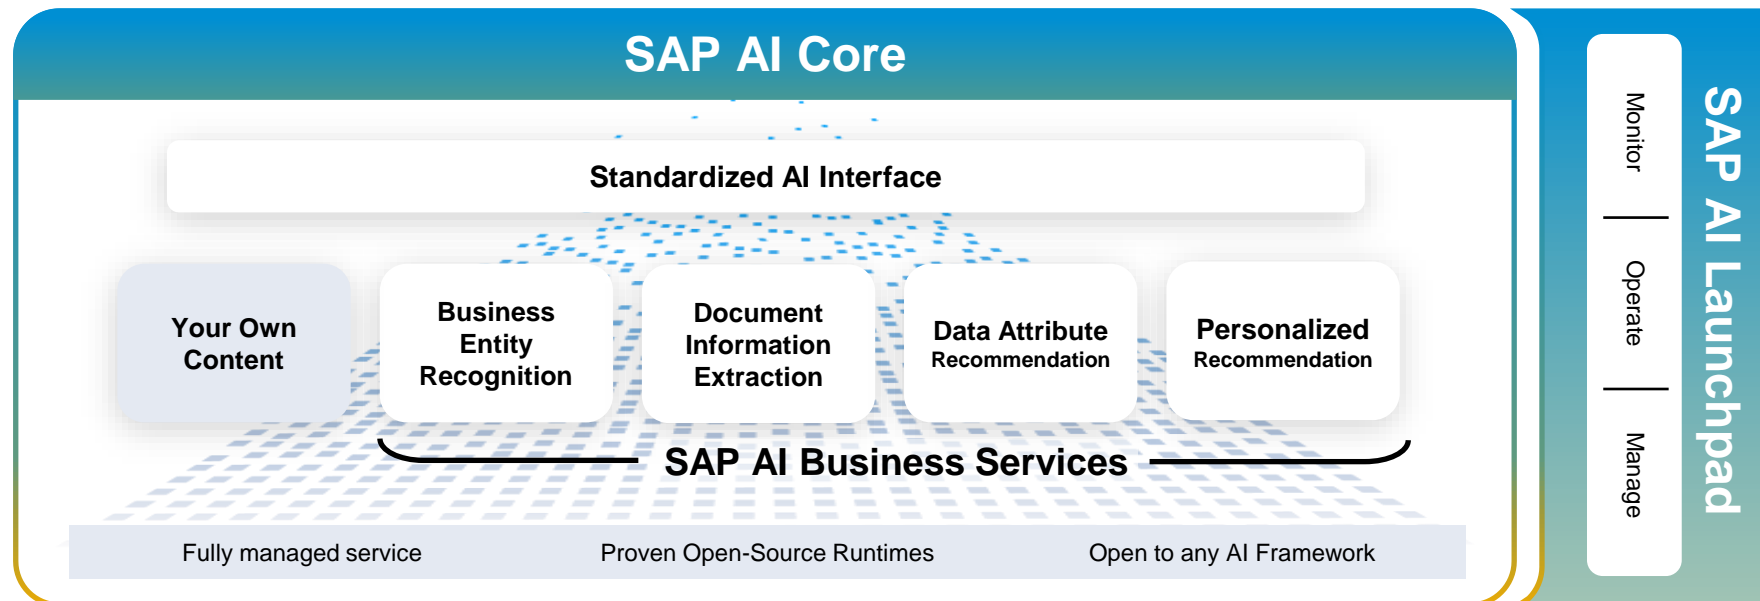 SAP AI Core
Standardized AI Interface
Your Own
Content
Business
Entity
Recognition
Document
Information
Extraction
Data Attribute
Recommendation
Personalized
Recommendation
SAP AI Business Services
Fully managed service
Proven Open-Source Runtimes
Open to any AI Framework
Monitor
Operate
Manage
SAP AI Launchpad